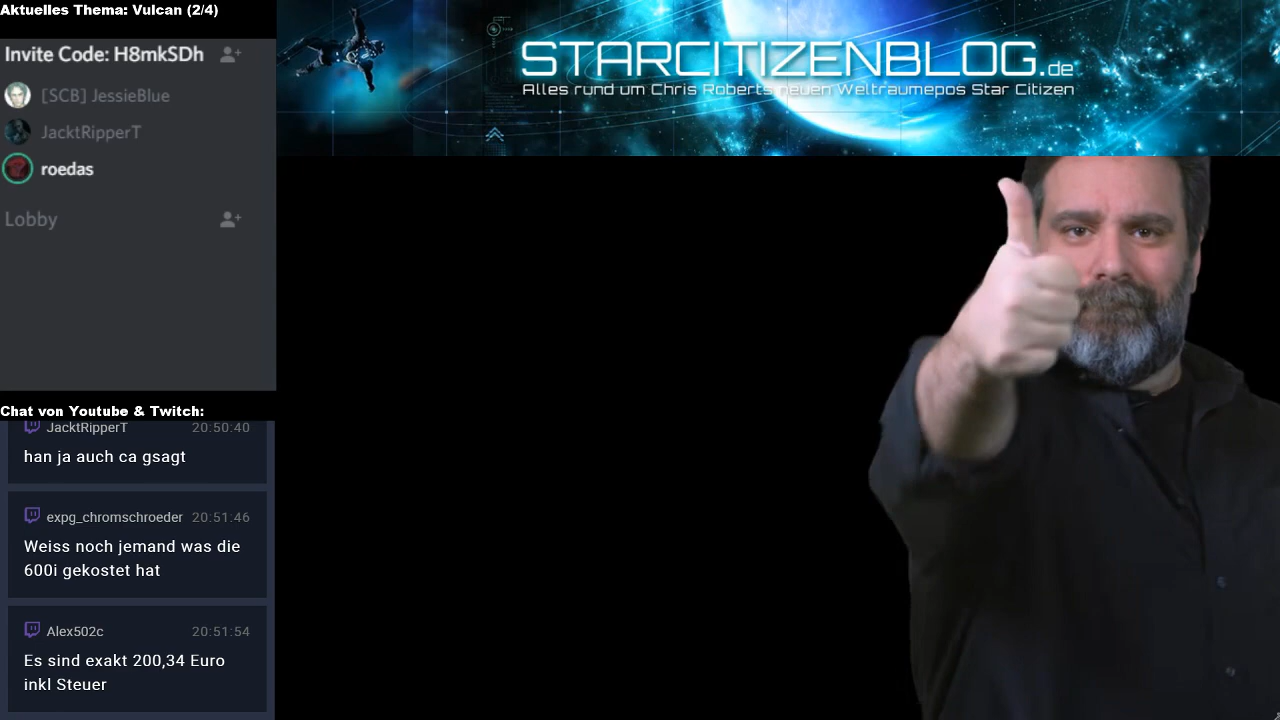 Aktuelles Thema: Vulcan (2/4)
Invite Code: H8mkSDh
[SCB] JessieBlue
JacktRipperT
roedas
Lobby
STARCITIZENBLOG.de
Alles rund um Chris Roberts neuen Weltraumepos Star Citizen
Chat von Youtube & Twitch:
JacktRipperT 20:50:40
han ja auch ca gsagt
expg_chromschroeder 20:51:46
Weiss noch jemand was die
600i gekostet hat
Alex502c 20:51:54
Es sind exakt 200,34 Euro
inkl Steuer